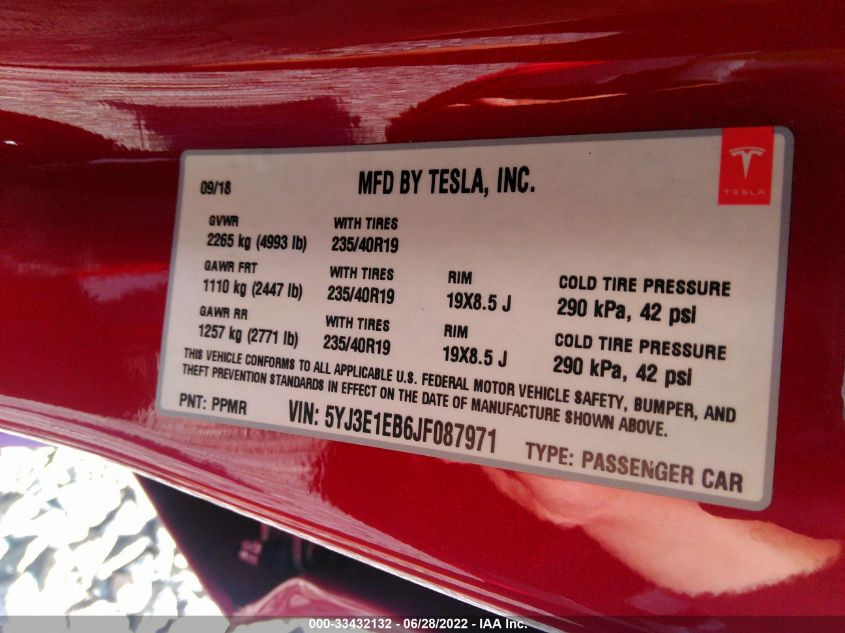 09/18
MFD BY TESLA, INC.
TESLA
GVWR
2265 kg (4993 lb)
WITH TIRES
235/40R19
GAWR FRT
1110 kg (2447 lb)
WITH TIRES
235/40R19
RIM
19X8.5 J
COLD TIRE PRESSURE
290 kPa, 42 psi
GAWR RR
1257 kg (2771 lb)
WITH TIRES
235/40R19
RIM
19X8.5 J
COLD TIRE PRESSURE
290 kPa, 42 psi
THIS VEHICLE CONFORMS TO ALL APPLICABLE U.S. FEDERAL MOTOR VEHICLE SAFETY, BUMPER, AND
THEFT PREVENTION STANDARDS IN EFFECT ON THE DATE OF MANUFACTURE SHOWN ABOVE.
PNT: PPMR
VIN: 5YJ3E1EB6JF087971
TYPE: PASSENGER CAR
000-33432132 - 06/28/2022 - IAA Inc.